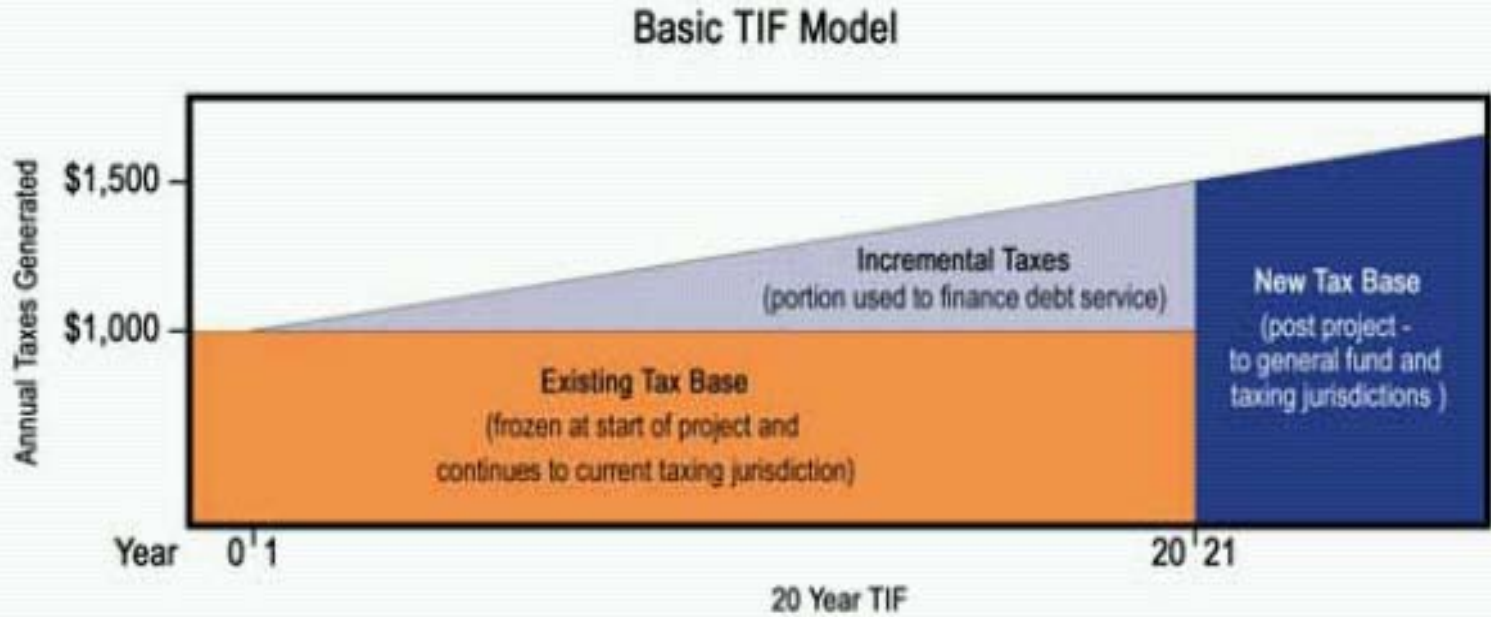 Basic TIF Model
Annual Taxes Generated
$1,500
$1,000
Incremental Taxes
(portion used to finance debt service)
Existing Tax Base
(frozen at start of project and
continues to current taxing jurisdiction)
New Tax Base
(post project -
to general fund and
taxing jurisdictions )
Year 0 1 20 21
20 Year TIF